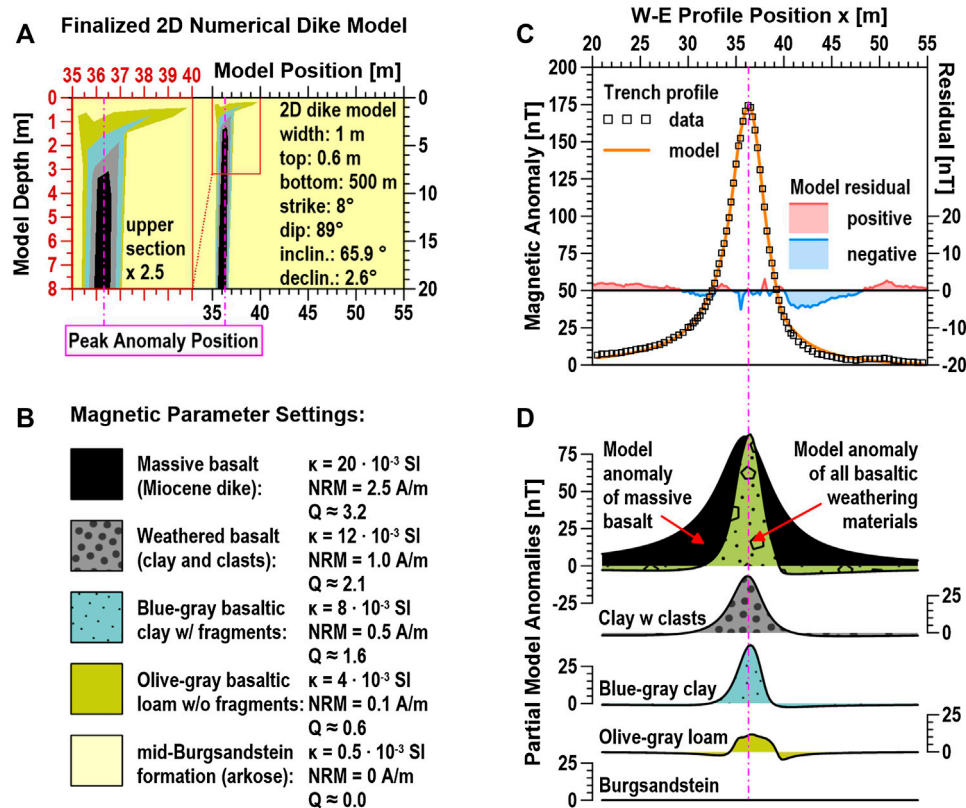 A
Finalized 2D Numerical Dike Model
35 36 37 38 39 40
Model Position [m]
0 1 2 3 4 5 6 7 8
Model Depth [m]
upper
section
x 2.5
2D dike model
width: 1 m
top: 0.6 m
bottom: 500 m
strike: 8°
dip: 89°
inclin.: 65.9 °
declin.: 2.6°
0 5 10 15 20
35 40 45 50 55
Peak Anomaly Position
B
Magnetic Parameter Settings:
Massive basalt κ = 20 · 10⁻³ SI
(Miocene dike): NRM = 2.5 A/m
Q ≈ 3.2
Weathered basalt κ = 12 · 10⁻³ SI
(clay and clasts): NRM = 1.0 A/m
Q ≈ 2.1
Blue-gray basaltic κ = 8 · 10⁻³ SI
clay w/ fragments: NRM = 0.5 A/m
Q ≈ 1.6
Olive-gray basaltic κ = 4 · 10⁻³ SI
loam w/o fragments: NRM = 0.1 A/m
Q ≈ 0.6
mid-Burgsandstein κ = 0.5 · 10⁻³ SI
formation (arkose): NRM = 0 A/m
Q ≈ 0.0
C
W-E Profile Position x [m]
20 25 30 35 40 45 50 55
200 175 150 125 100 75 50 25 0
Magnetic Anomaly [nT]
Trench profile
data
model
Residual [nT]
Model residual
positive
negative
20 10 0 -10 -20
D
Partial Model Anomalies [nT]
75 50 25 0 -25
Model
anomaly
of massive
basalt
Model anomaly
of all basaltic
weathering
materials
Clay w clasts
25 0
Blue-gray clay
25 0
Olive-gray loam
25 0
Burgsandstein
0